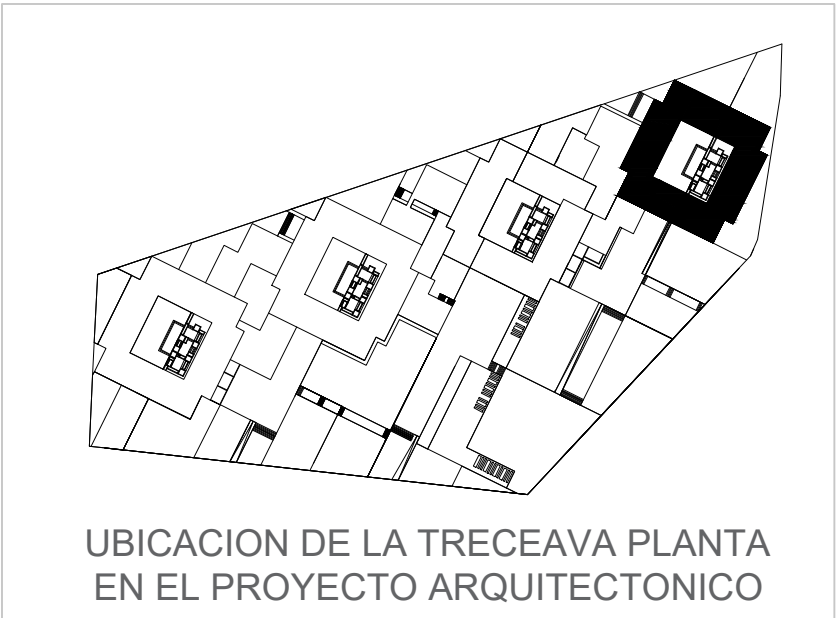 UBICACION DE LA TRECEAVA PLANTA
EN EL PROYECTO ARQUITECTONICO